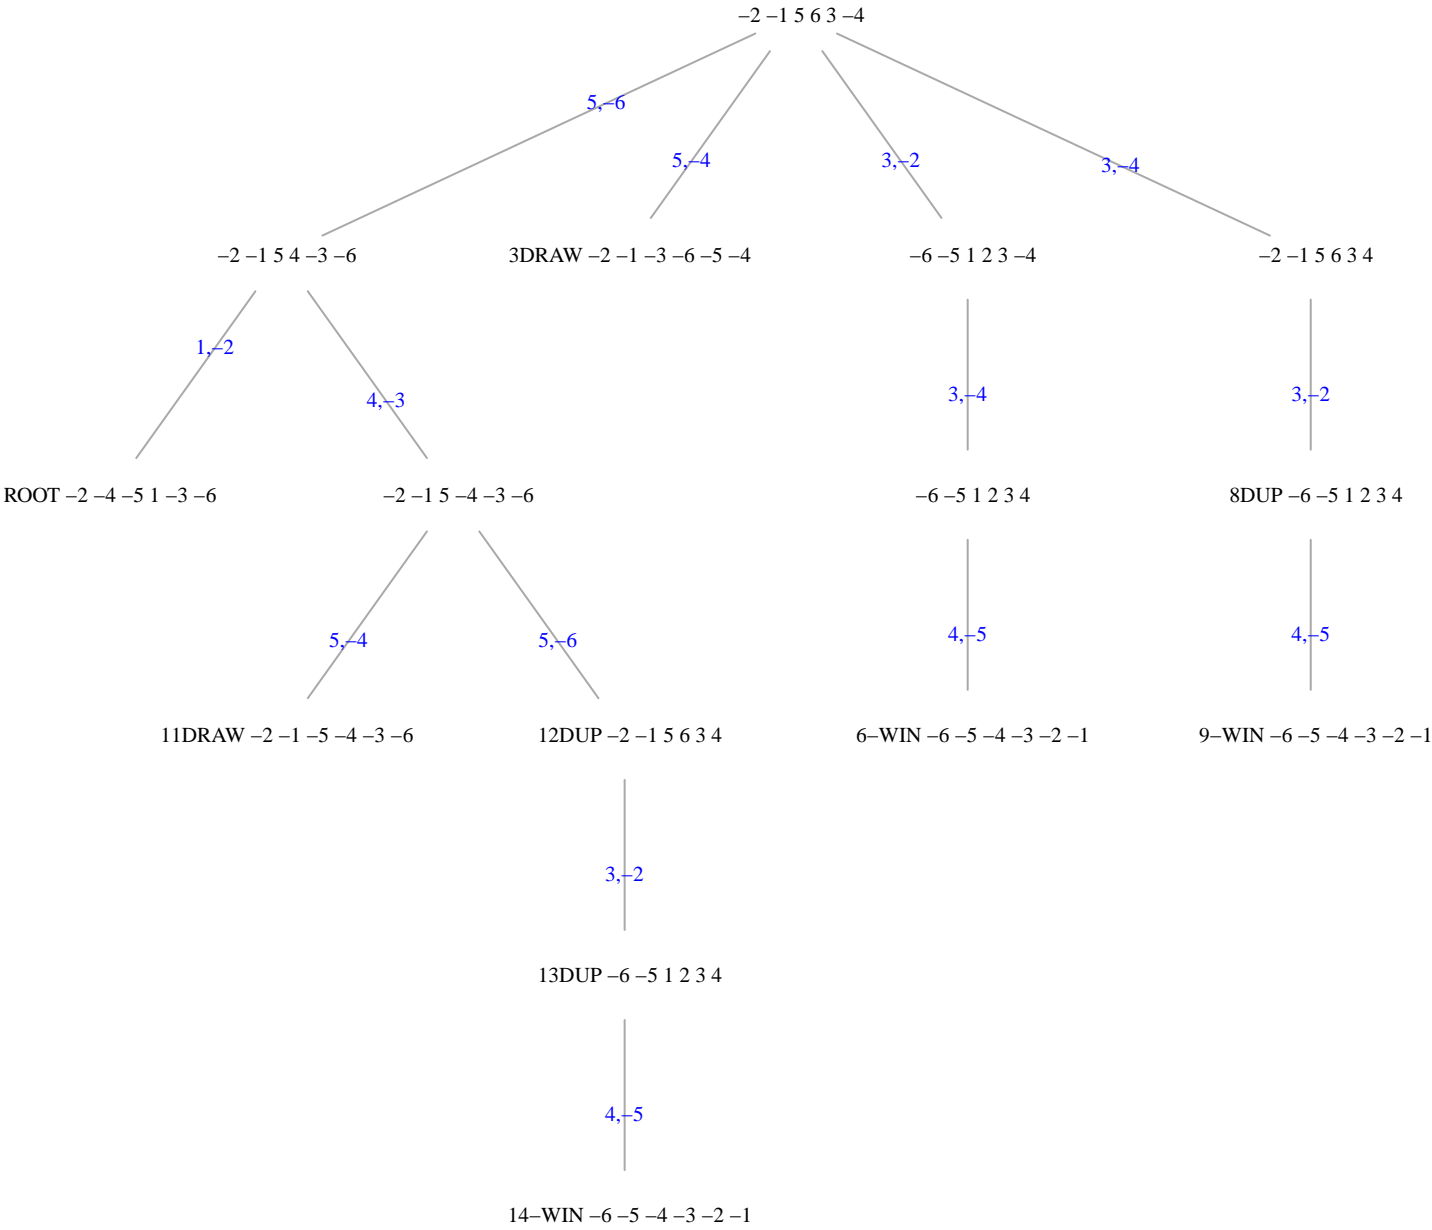 –2 –1 5 6 3 –4
5,–6
5,–4
3,–2
3,–4
–2 –1 5 4 –3 –6
3DRAW –2 –1 –3 –6 –5 –4
–6 –5 1 2 3 –4
–2 –1 5 6 3 4
1,–2
4,–3
3,–4
3,–2
ROOT –2 –4 –5 1 –3 –6
–2 –1 5 –4 –3 –6
–6 –5 1 2 3 4
8DUP –6 –5 1 2 3 4
5,–4
5,–6
4,–5
4,–5
11DRAW –2 –1 –5 –4 –3 –6
12DUP –2 –1 5 6 3 4
6–WIN –6 –5 –4 –3 –2 –1
9–WIN –6 –5 –4 –3 –2 –1
3,–2
13DUP –6 –5 1 2 3 4
4,–5
14–WIN –6 –5 –4 –3 –2 –1